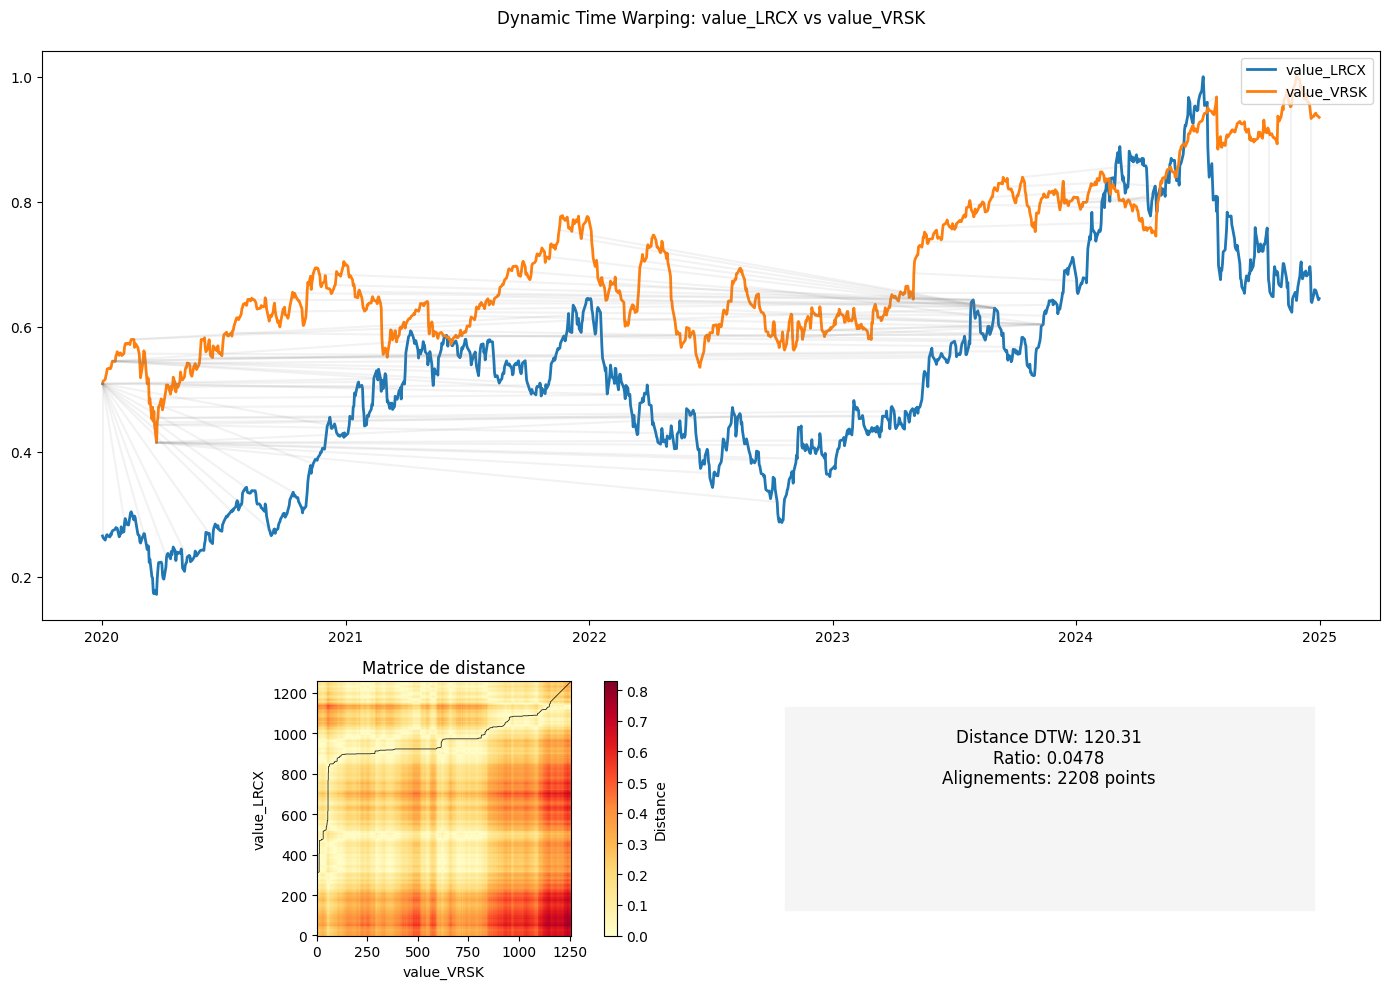 Dynamic Time Warping: value_LRCX vs value_VRSK
value_LRCX
value_VRSK
1.0
0.8
0.6
0.4
0.2
2020 2021 2022 2023 2024 2025
Matrice de distance
value_LRCX
1200
1000
800
600
400
200
0
0 250 500 750 1000 1250
value_VRSK
0.8
0.7
0.6
0.5
0.4
0.3
0.2
0.1
0.0
Distance
Distance DTW: 120.31
Ratio: 0.0478
Alignements: 2208 points